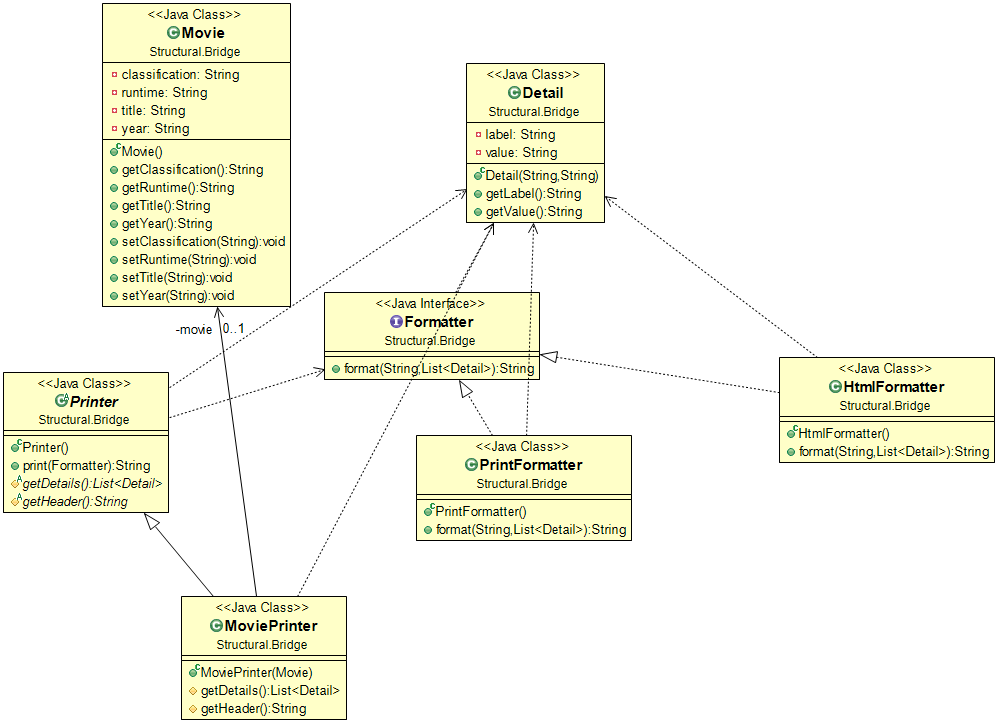 <<Java Class>>
Movie
Structural.Bridge
classification: String
runtime: String
title: String
year: String
Movie()
getClassification():String
getRuntime():String
getTitle():String
getYear():String
setClassification(String):void
setRuntime(String):void
setTitle(String):void
setYear(String):void
<<Java Class>>
Detail
Structural.Bridge
label: String
value: String
Detail(String,String)
getLabel():String
getValue():String
-movie 0..1
<<Java Interface>>
Formatter
Structural.Bridge
format(String,List<Detail>):String
<<Java Class>>
HtmlFormatter
Structural.Bridge
HtmlFormatter()
format(String,List<Detail>):String
<<Java Class>>
Printer
Structural.Bridge
Printer()
print(Formatter):String
getDetails():List<Detail>
getHeader():String
<<Java Class>>
PrintFormatter
Structural.Bridge
PrintFormatter()
format(String,List<Detail>):String
<<Java Class>>
MoviePrinter
Structural.Bridge
MoviePrinter(Movie)
getDetails():List<Detail>
getHeader():String